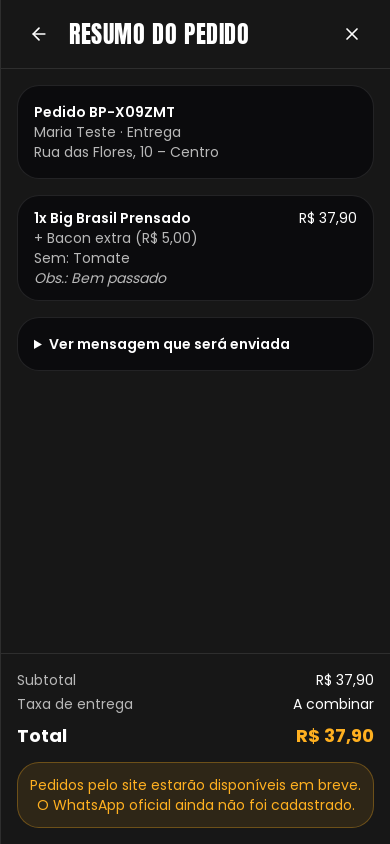 RESUMO DO PEDIDO
Pedido BP-X09ZMT
Maria Teste · Entrega
Rua das Flores, 10 – Centro
1x Big Brasil Prensado R$ 37,90
+ Bacon extra (R$ 5,00)
Sem: Tomate
Obs.: Bem passado
Ver mensagem que será enviada
Subtotal R$ 37,90
Taxa de entrega A combinar
Total R$ 37,90
Pedidos pelo site estarão disponíveis em breve.
O WhatsApp oficial ainda não foi cadastrado.